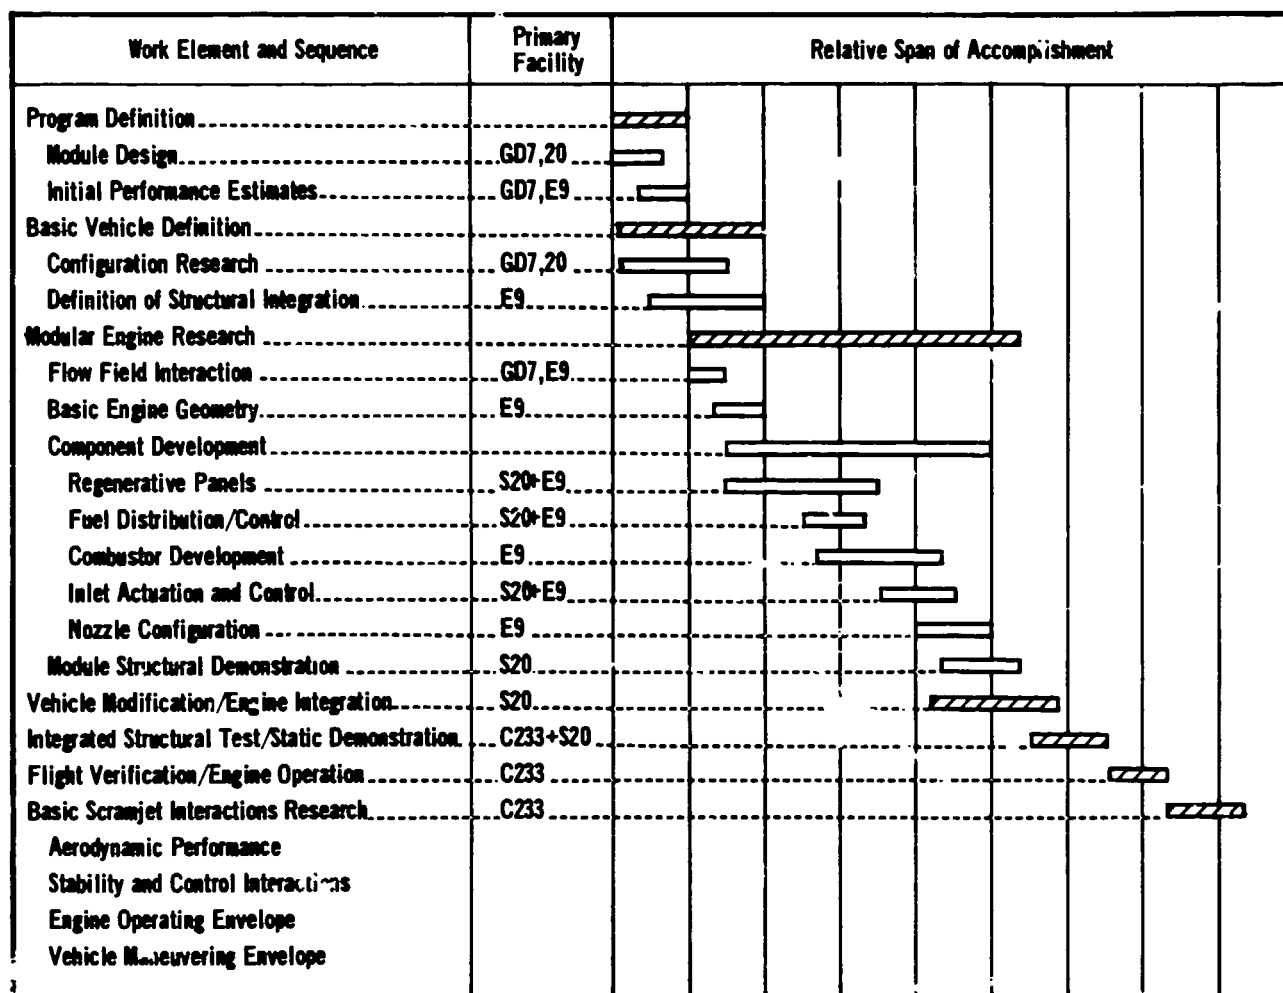 Work Element and Sequence Primary Facility Relative Span of Accomplishment
Program Definition
Module Design GD7,20
Initial Performance Estimates GD7,E9
Basic Vehicle Definition
Configuration Research GD7,20
Definition of Structural Integration E9
Modular Engine Research
Flow Field Interaction GD7,E9
Basic Engine Geometry E9
Component Development
Regenerative Panels S20+E9
Fuel Distribution/Control S20+E9
Combustor Development E9
Inlet Actuation and Control S20+E9
Nozzle Configuration E9
Module Structural Demonstration S20
Vehicle Modification/Engine Integration S20
Integrated Structural Test/Static Demonstration C233+S20
Flight Verification/Engine Operation C233
Basic Scramjet Interactions Research C233
Aerodynamic Performance
Stability and Control Interactions
Engine Operating Envelope
Vehicle Maneuvering Envelope